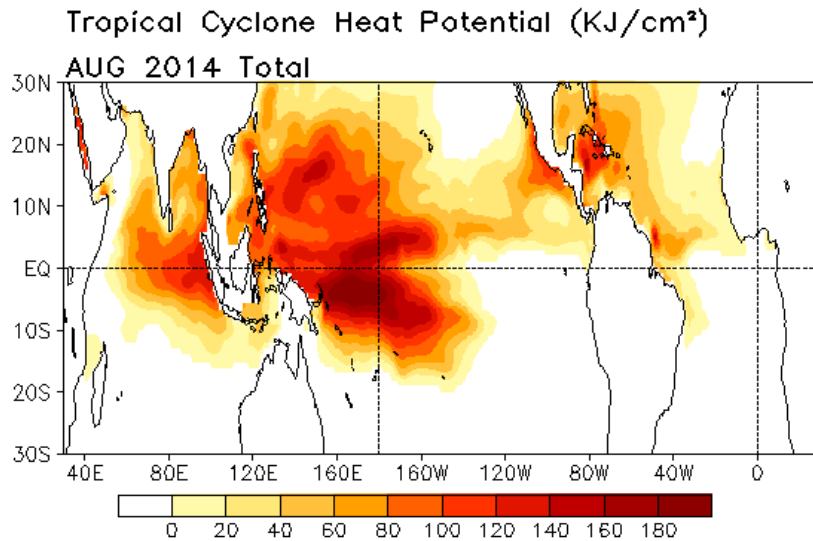 Tropical Cyclone Heat Potential (KJ/cm²)
AUG 2014 Total
30N
20N
10N
EQ
10S
20S
30S
40E 80E 120E 160E 160W 120W 80W 40W 0
0 20 40 60 80 100 120 140 160 180